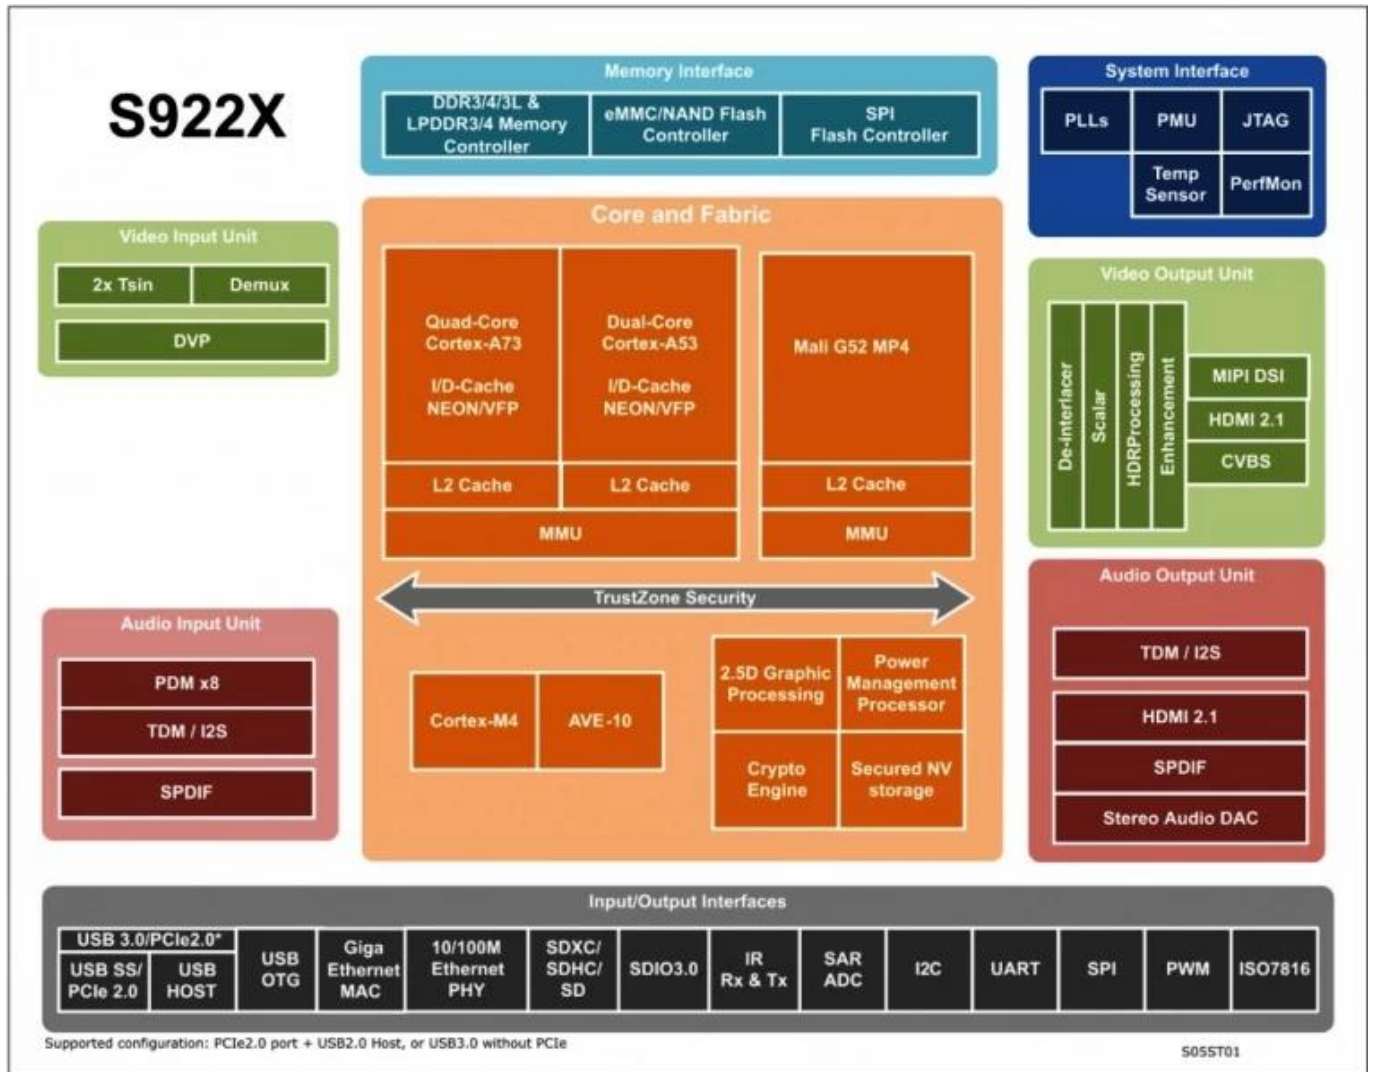 S922X
Memory Interface
DDR3/4/3L &
LPDDR3/4 Memory
Controller
eMMC/NAND Flash
Controller
SPI
Flash Controller
System Interface
PLLs
PMU
JTAG
Temp
Sensor
PerfMon
Video Input Unit
2x Tsin
Demux
DVP
Core and Fabric
Quad-Core
Cortex-A73
I/D-Cache
NEON/VFP
Dual-Core
Cortex-A53
I/D-Cache
NEON/VFP
Mali G52 MP4
L2 Cache
L2 Cache
L2 Cache
MMU
MMU
TrustZone Security
Cortex-M4
AVE-10
2.5D Graphic
Processing
Power
Management
Processor
Crypto
Engine
Secured NV
storage
Video Output Unit
De-interlacer
Scalar
HDRProcessing
Enhancement
MIPI DSI
HDMI 2.1
CVBS
Audio Input Unit
PDM x8
TDM / I2S
SPDIF
Audio Output Unit
TDM / I2S
HDMI 2.1
SPDIF
Stereo Audio DAC
Input/Output Interfaces
USB 3.0/PCIe2.0*
USB SS/
PCIe 2.0
USB
HOST
USB
OTG
Giga
Ethernet
MAC
10/100M
Ethernet
PHY
SDXC/
SDHC/
SD
SDIO3.0
IR
Rx & Tx
SAR
ADC
I2C
UART
SPI
PWM
ISO7816
Supported configuration: PCIe2.0 port + USB2.0 Host, or USB3.0 without PCIe
S05ST01